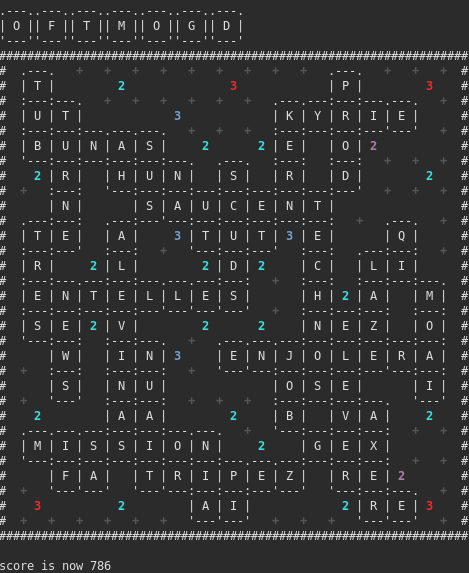 O F T M O G D
T 2 3 P 3
U T 3 K Y R I E
B U N A S 2 2 E O 2
2 R H U N S R D 2
N S A U C E N T
T E A 3 T U T 3 E Q
R 2 L 2 D 2 C L I
E N T E L L E S H 2 A M
S E 2 V 2 2 N E Z O
W I N 3 E N J O L E R A
S N U O S E I
2 A A 2 B V A 2
M I S S I O N 2 G E X
F A T R I P E Z R E 2
3 2 A I 2 R E 3
score is now 786